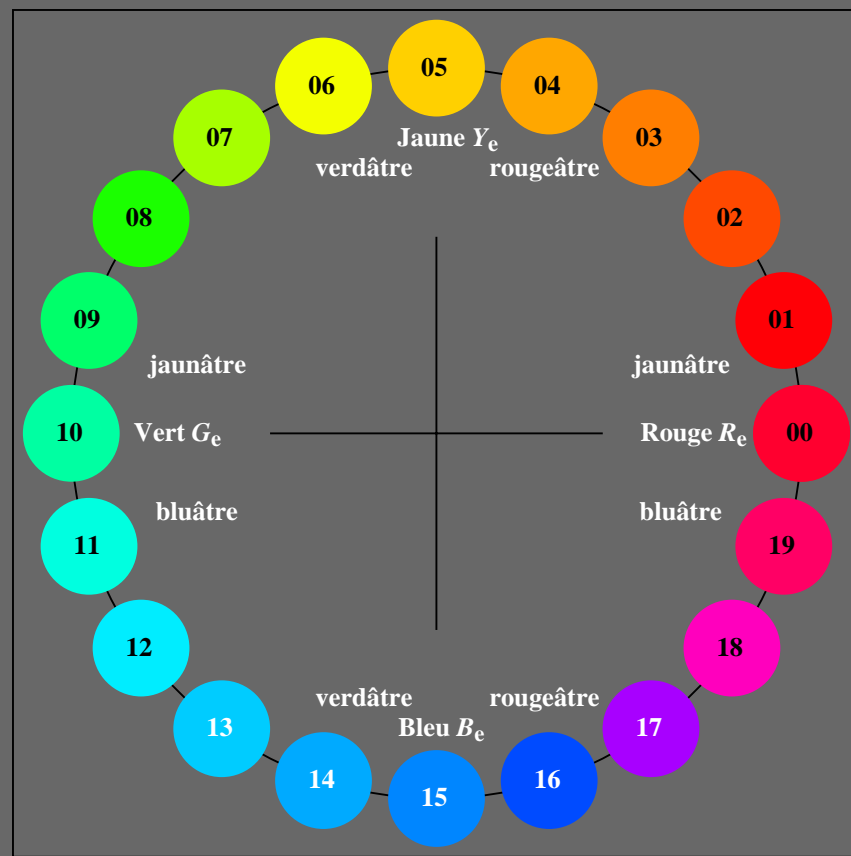 05
06
04
07
Jaune Ye
03
verdâtre
rougeâtre
08
02
09
01
jaunâtre
jaunâtre
10
Vert Ge
Rouge Re
00
bluâtre
bluâtre
11
19
12
18
verdâtre
rougeâtre
13
Bleu Be
17
14
16
15